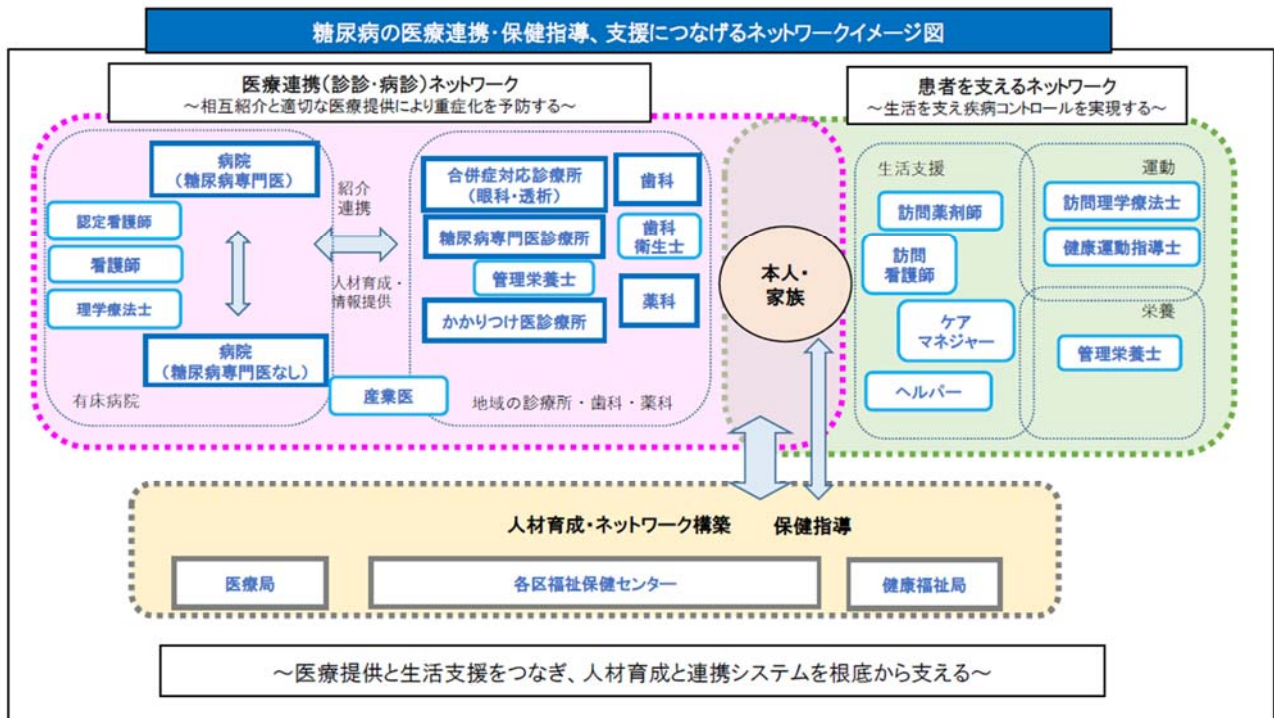 糖尿病の医療連携・保健指導、支援につなげるネットワークイメージ図
医療連携(診診・病診)ネットワーク
～相互紹介と適切な医療提供により重症化を予防する～
患者を支えるネットワーク
～生活を支え疾病コントロールを実現する～
病院
(糖尿病専門医)
認定看護師
看護師
理学療法士
病院
(糖尿病専門医なし)
有床病院
紹介
連携
人材育成・
情報提供
産業医
合併症対応診療所
(眼科・透析)
糖尿病専門医診療所
管理栄養士
かかりつけ医診療所
歯科
歯科
衛生士
薬科
地域の診療所・歯科・薬科
本人・
家族
生活支援
訪問薬剤師
訪問
看護師
ケア
マネジャー
ヘルパー
運動
訪問理学療法士
健康運動指導士
栄養
管理栄養士
人材育成・ネットワーク構築
保健指導
医療局
各区福祉保健センター
健康福祉局
～医療提供と生活支援をつなぎ、人材育成と連携システムを根底から支える～